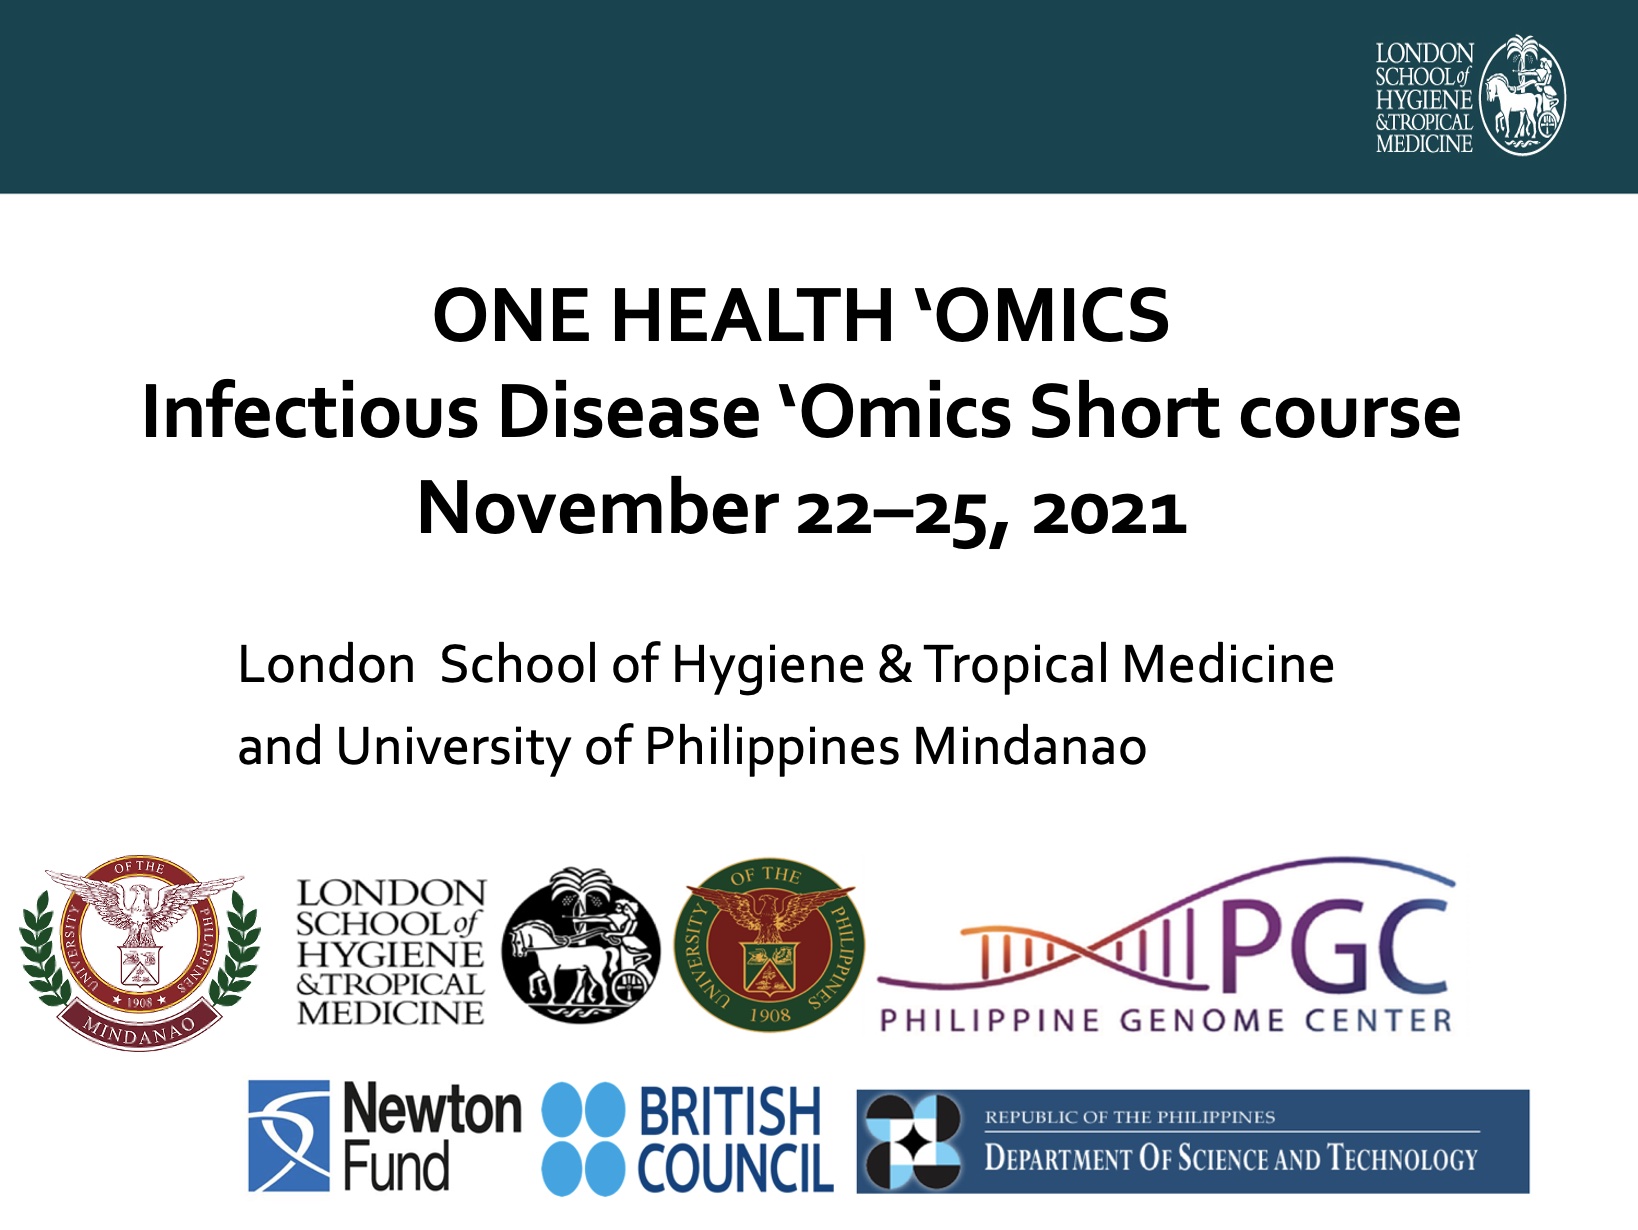 LONDON
SCHOOL of
HYGIENE
&TROPICAL
MEDICINE
ONE HEALTH ‘OMICS
Infectious Disease ‘Omics Short course
November 22–25, 2021
London  School of Hygiene & Tropical Medicine
and University of Philippines Mindanao
UNIVERSITY OF THE PHILIPPINES
1908
MINDANAO
LONDON
SCHOOL of
HYGIENE
&TROPICAL
MEDICINE
UNIVERSITY OF THE PHILIPPINES
1908
PGC
PHILIPPINE GENOME CENTER
Newton
Fund
BRITISH
COUNCIL
REPUBLIC OF THE PHILIPPINES
DEPARTMENT OF SCIENCE AND TECHNOLOGY